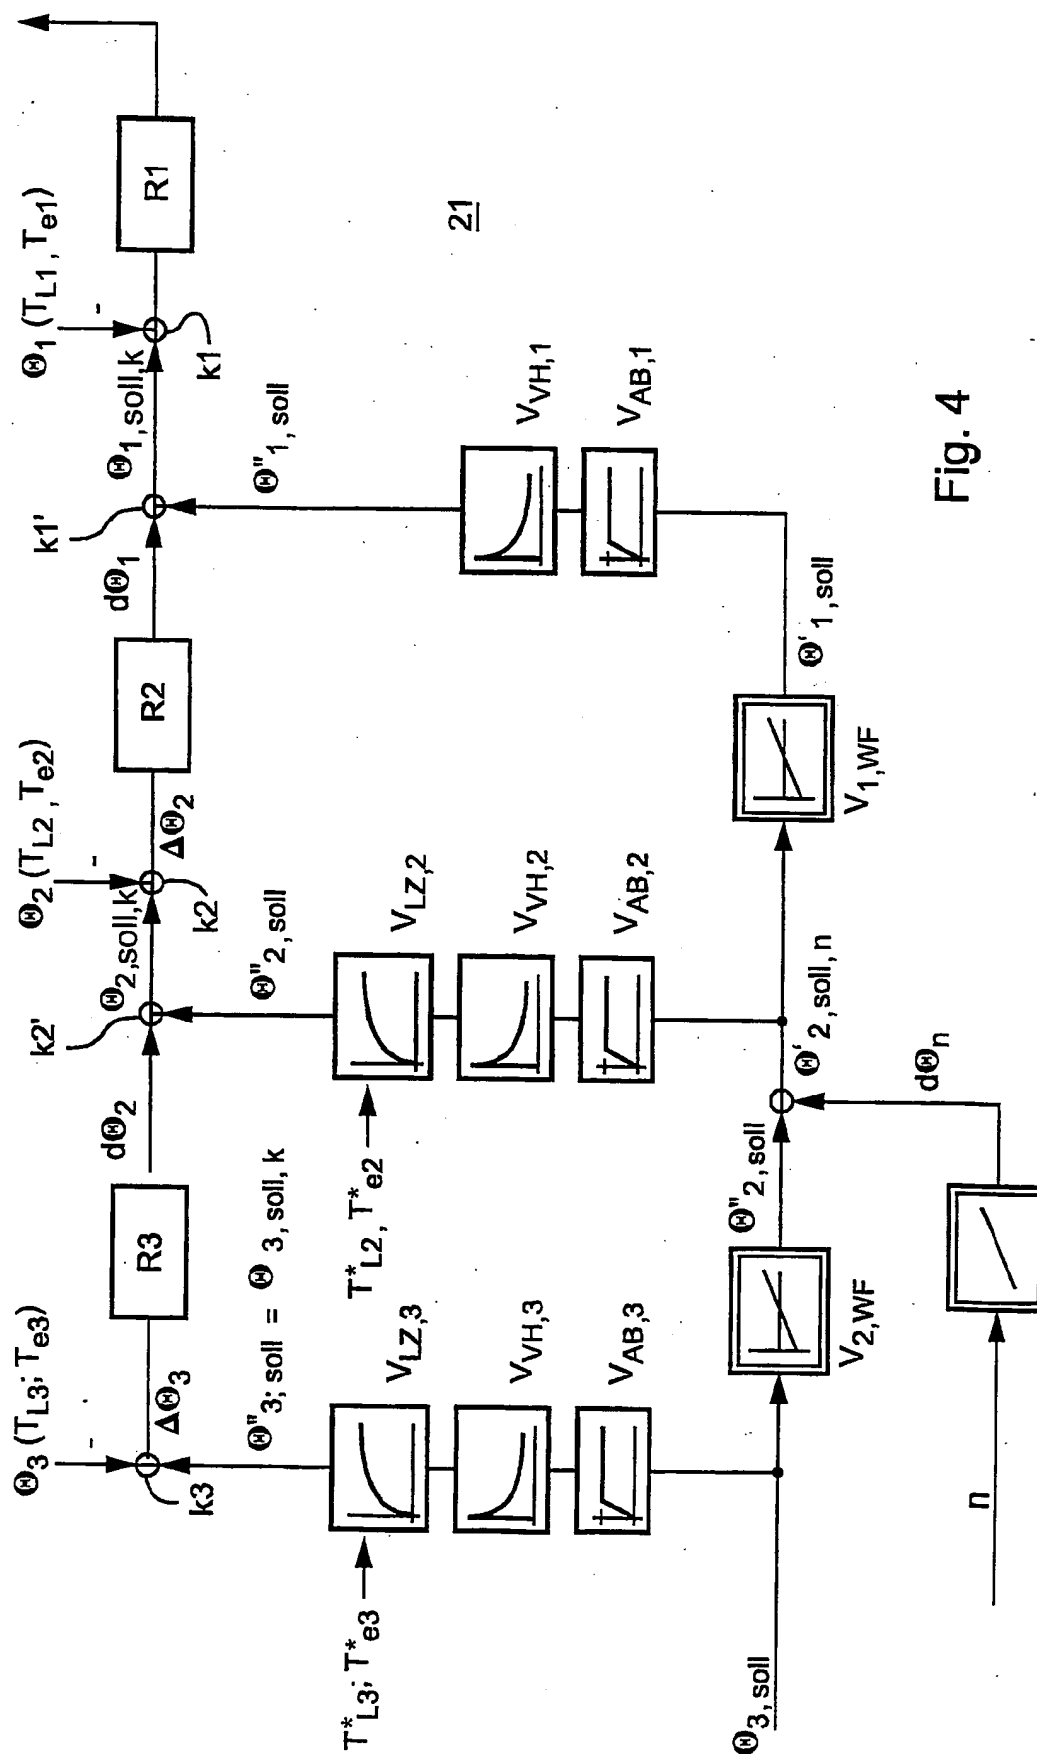 Θ3 (TL3; Te3)
-
k3
ΔΘ3
R3
dΘ2
k2'
Θ2,soll,k
Θ2 (TL2, Te2)
-
k2
ΔΘ2
R2
dΘ1
k1'
Θ1,soll,k
Θ1 (TL1, Te1)
-
k1
R1
Θ"3; soll = Θ3, soll, k
Θ"2, soll
Θ"1, soll
21
T*L3; T*e3
VLZ,3
VVH,3
VAB,3
T*L2, T*e2
VLZ,2
VVH,2
VAB,2
VVH,1
VAB,1
Θ3, soll
V2,WF
Θ"2, soll
Θ'2, soll, n
V1,WF
Θ'1, soll
n
dΘn
Fig. 4